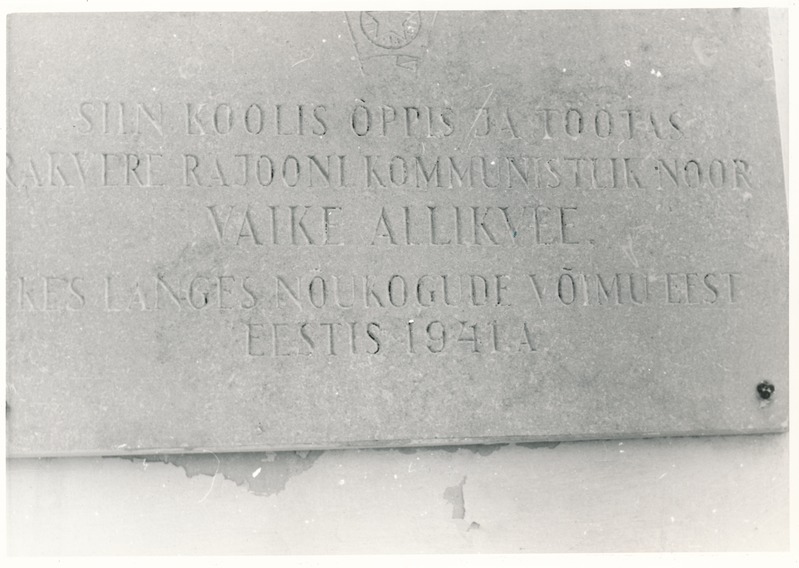 SIIN KOOLIS ÕPPIS JA TÖÖTAS
RAKVERE RAJOONI KOMMUNISTLIK NOOR
VAIKE ALLIKVEE.
KES LANGES NÕUKOGUDE VÕIMU EEST
EESTIS 1941.A